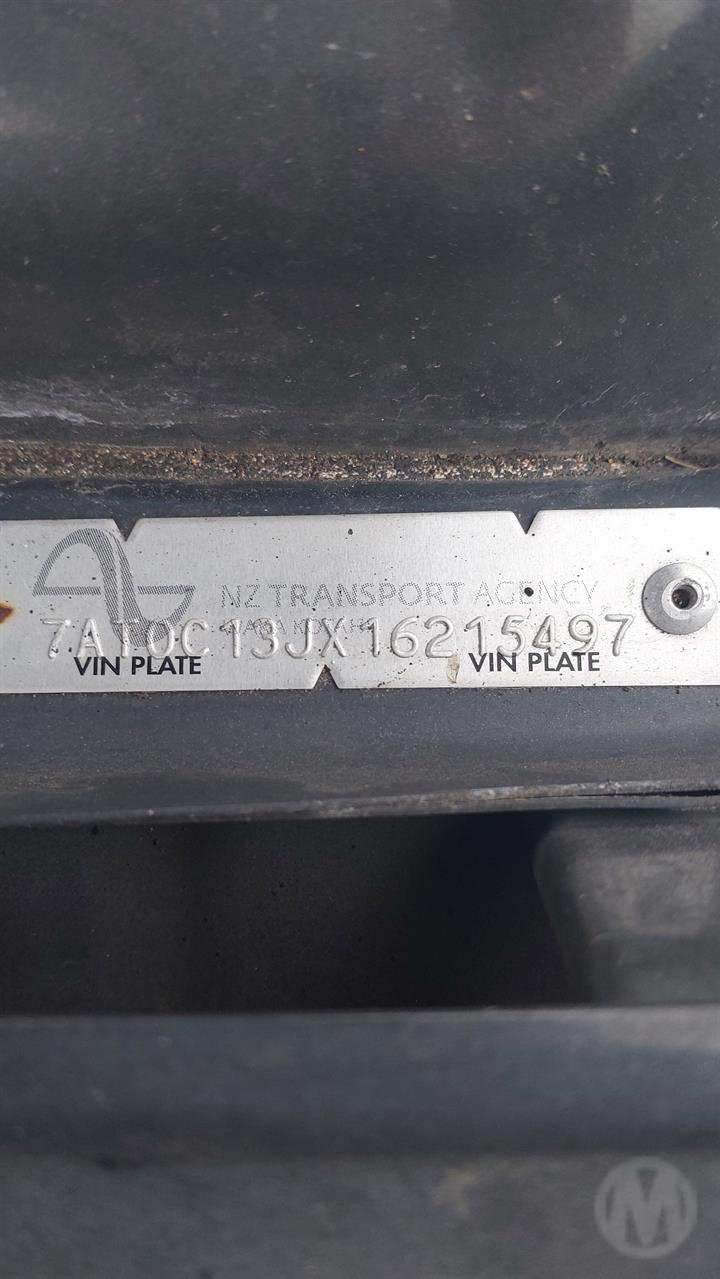 NZ TRANSPORT AGENCY
7AT0C13JX16215497
VIN PLATE VIN PLATE
M